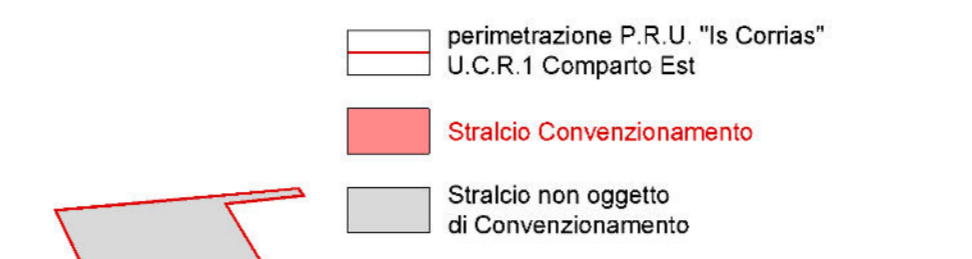 perimetrazione P.R.U. "Is Corrias"
U.C.R.1 Comparto Est
Stralcio Convenzionamento
Stralcio non oggetto
di Convenzionamento